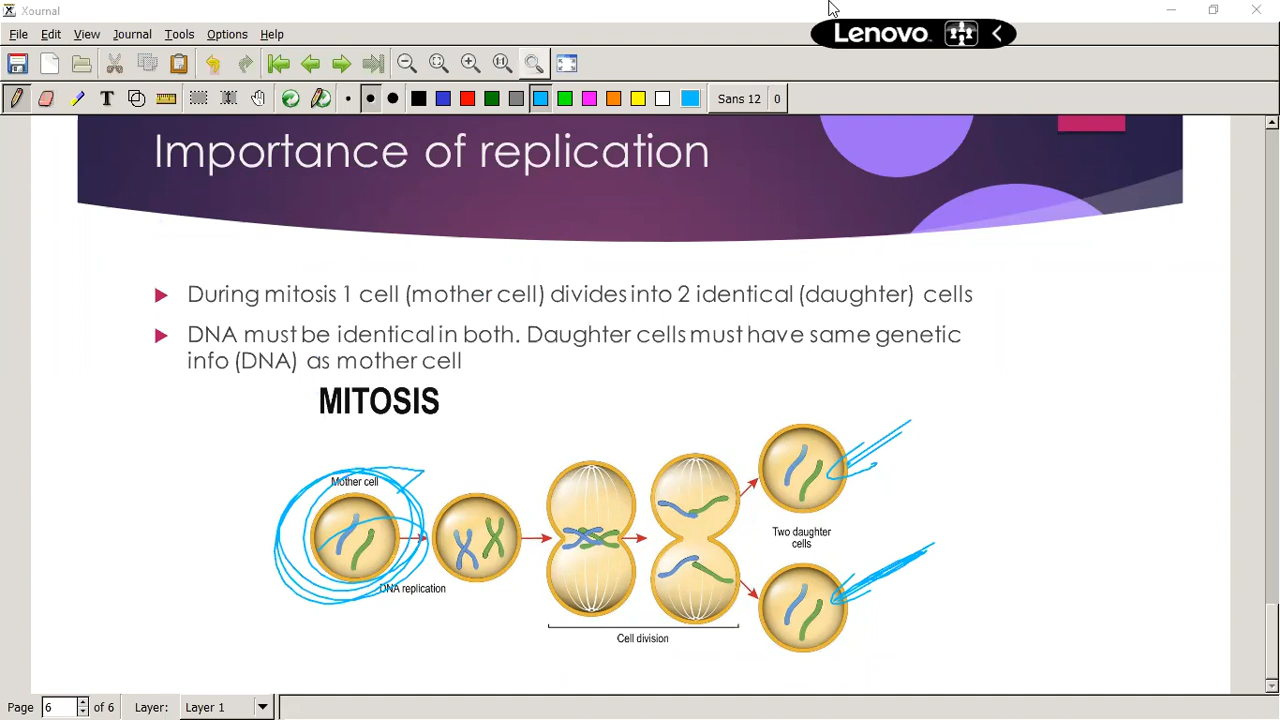 Xournal
Lenovo
File Edit View Journal Tools Options Help
T Sans 12 0
Importance of replication
During mitosis 1 cell (mother cell) divides into 2 identical (daughter) cells
DNA must be identical in both. Daughter cells must have same genetic
info (DNA) as mother cell
MITOSIS
Mother cell
DNA replication
Cell division
Two daughter
cells
Page 6 of 6 Layer: Layer 1